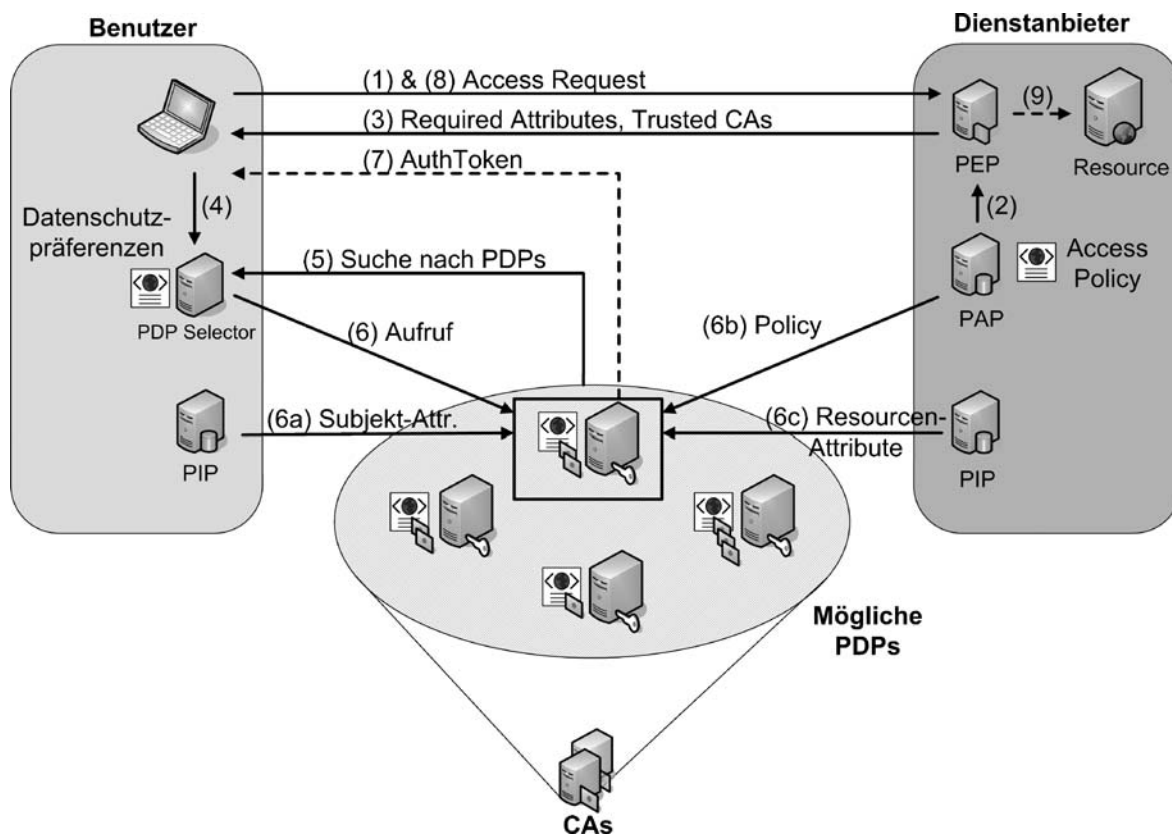 Benutzer
Dienstanbieter
(1) & (8) Access Request
(9)
(3) Required Attributes, Trusted CAs
PEP
Resource
(7) AuthToken
(4)
(2)
Datenschutz-
präferenzen
(5) Suche nach PDPs
Access
Policy
PDP Selector
PAP
(6) Aufruf
(6b) Policy
(6a) Subjekt-Attr.
(6c) Resourcen-
Attribute
PIP
PIP
Mögliche
PDPs
CAs